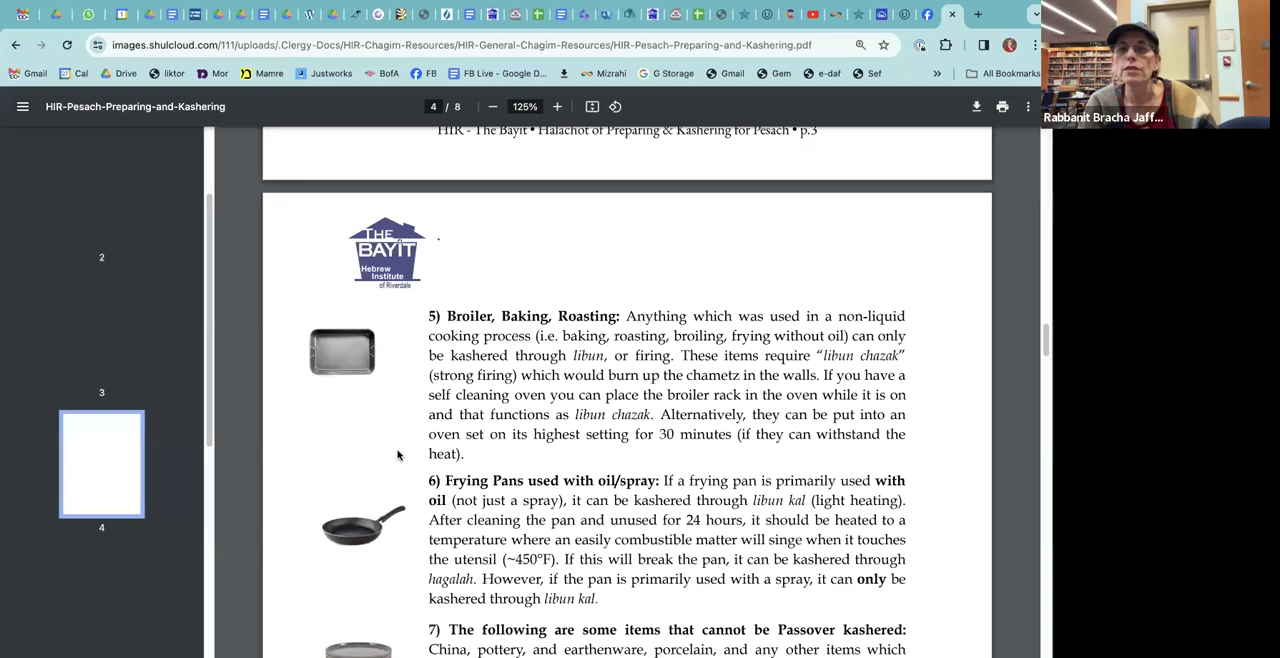 images.shulcloud.com/111/uploads/.Clergy-Docs/HIR-Chagim-Resources/HIR-General-Chagim-Resources/HIR-Pesach-Preparing-and-Kashering.pdf
Gmail Cal Drive liktor Mor Mamre Justworks BofA FB FB Live - Google D... Mizrahi G Storage Gmail Gem e-daf Sef » All Bookmarks
HIR-Pesach-Preparing-and-Kashering 4 / 8 125%
Rabbanit Bracha Jaff...
HIR - The Bayit • Halachot of Preparing & Kashering for Pesach • p.3
2
3
4
THE
BAYIT
Hebrew
Institute
of Riverdale
5) Broiler, Baking, Roasting: Anything which was used in a non-liquid
cooking process (i.e. baking, roasting, broiling, frying without oil) can only
be kashered through libun, or firing. These items require “libun chazak”
(strong firing) which would burn up the chametz in the walls. If you have a
self cleaning oven you can place the broiler rack in the oven while it is on
and that functions as libun chazak. Alternatively, they can be put into an
oven set on its highest setting for 30 minutes (if they can withstand the
heat).
6) Frying Pans used with oil/spray: If a frying pan is primarily used with
oil (not just a spray), it can be kashered through libun kal (light heating).
After cleaning the pan and unused for 24 hours, it should be heated to a
temperature where an easily combustible matter will singe when it touches
the utensil (~450°F). If this will break the pan, it can be kashered through
hagalah. However, if the pan is primarily used with a spray, it can only be
kashered through libun kal.
7) The following are some items that cannot be Passover kashered:
China, pottery, and earthenware, porcelain, and any other items which